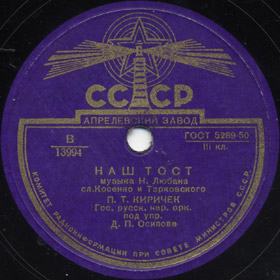 СССР
АПРЕЛЕВСКИЙ ЗАВОД
В
13994
ГОСТ 5289-50
III кл.
НАШ ТОСТ
музыка И. Любана
сл. Косенко и Тарковского
П. Т. КИРИЧЕК
Гос. русск. нар. орк.
под упр.
Д. П. Осипова
КОМИТЕТ РАДИОИНФОРМАЦИИ ПРИ СОВЕТЕ МИНИСТРОВ СССР